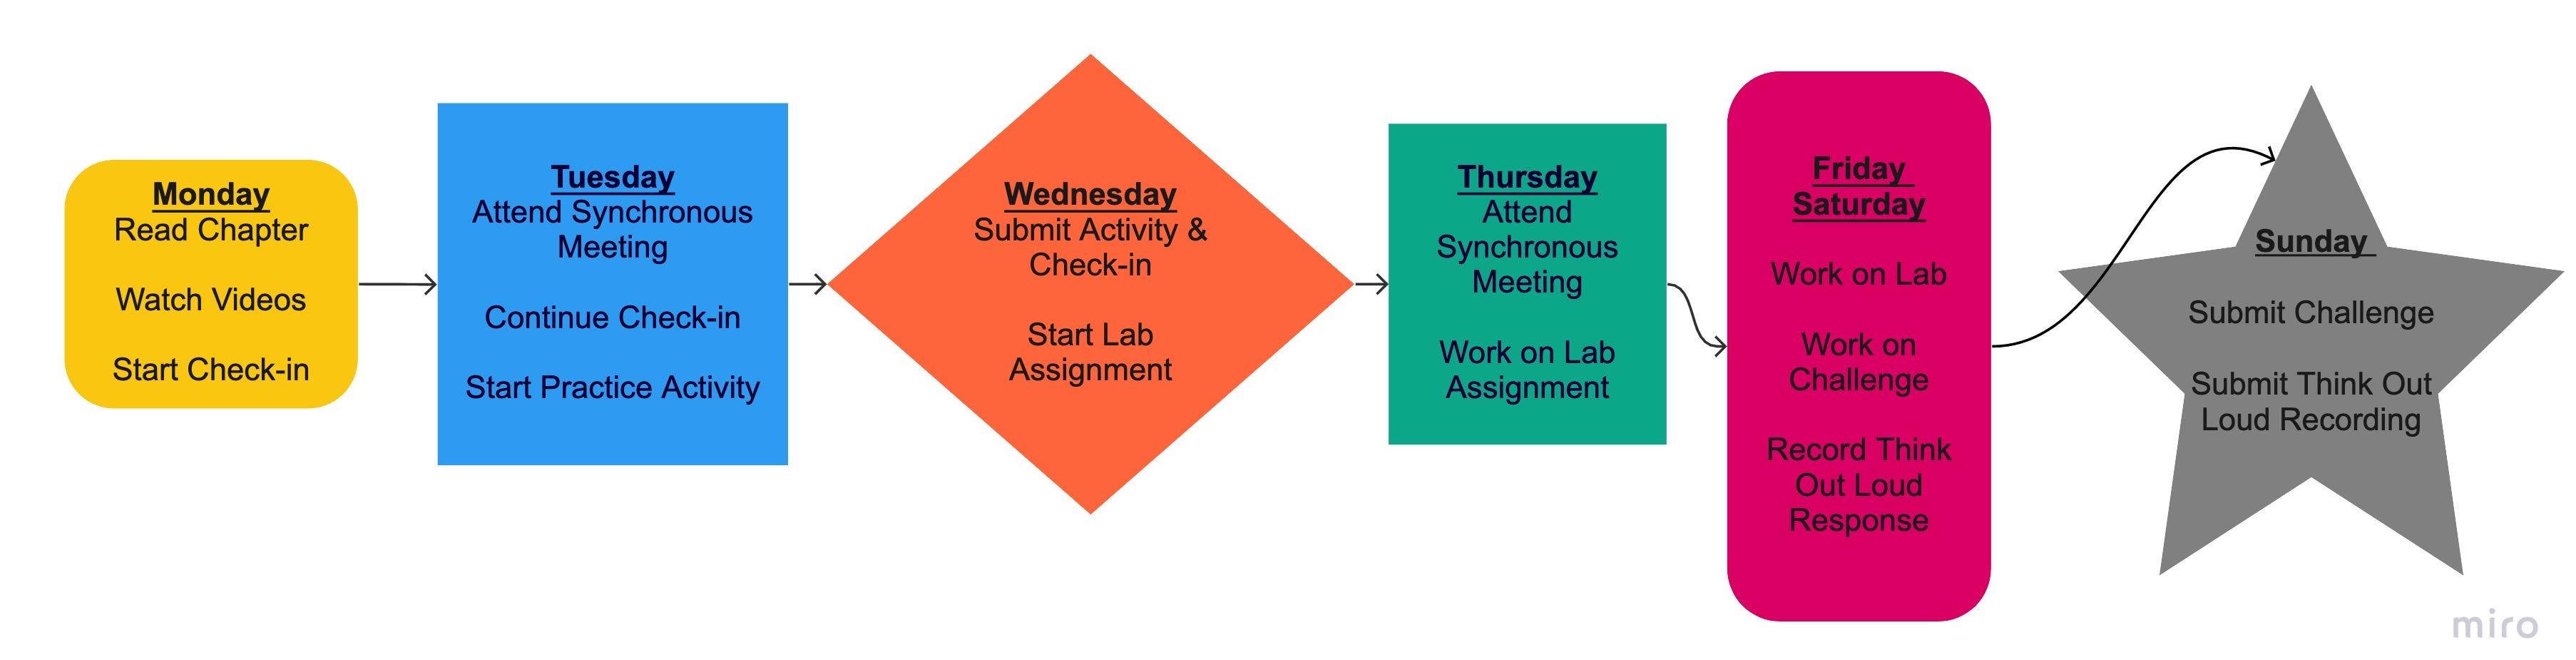 Monday
Read Chapter
Watch Videos
Start Check-in
Tuesday
Attend Synchronous
Meeting
Continue Check-in
Start Practice Activity
Wednesday
Submit Activity &
Check-in
Start Lab
Assignment
Thursday
Attend
Synchronous
Meeting
Work on Lab
Assignment
Friday
Saturday
Work on Lab
Work on
Challenge
Record Think
Out Loud
Response
Sunday
Submit Challenge
Submit Think Out
Loud Recording
miro